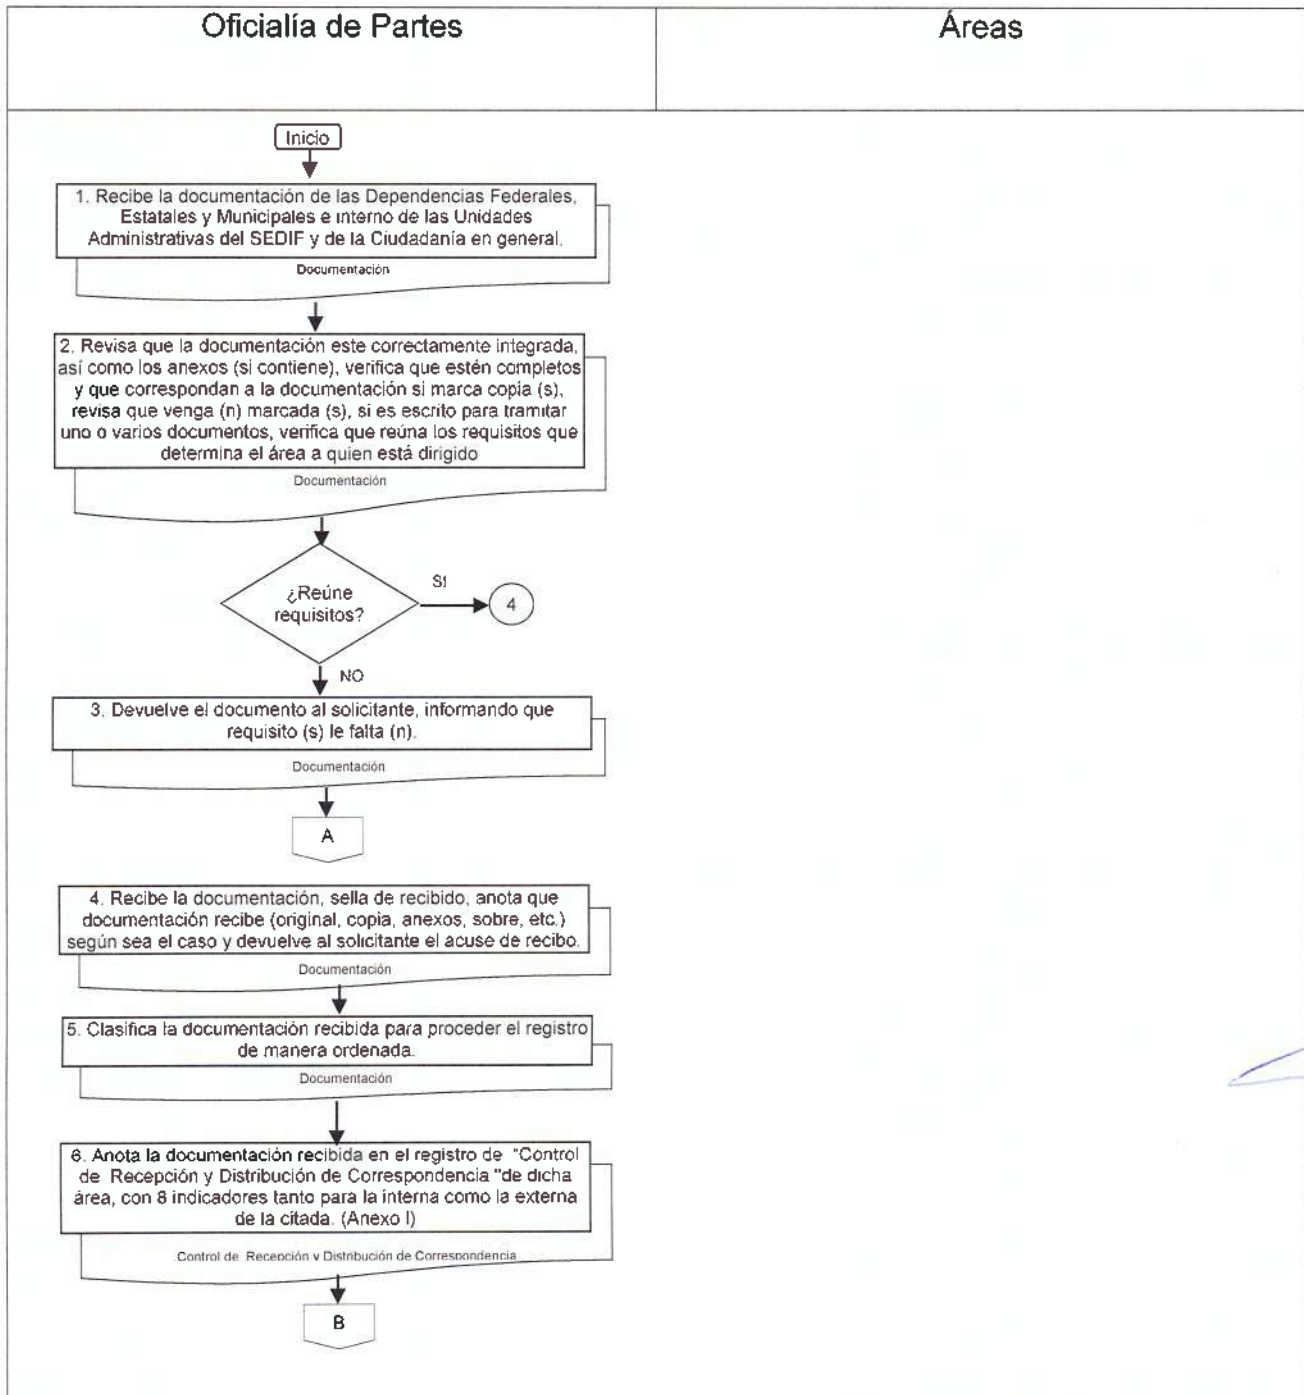 Oficialía de Partes
Áreas
Inicio
1. Recibe la documentación de las Dependencias Federales,
Estatales y Municipales e interno de las Unidades
Administrativas del SEDIF y de la Ciudadanía en general.
Documentación
2. Revisa que la documentación este correctamente integrada,
así como los anexos (si contiene), verifica que estén completos
y que correspondan a la documentación si marca copia (s),
revisa que venga (n) marcada (s), si es escrito para tramitar
uno o varios documentos, verifica que reúna los requisitos que
determina el área a quien está dirigido
Documentación
¿Reúne
requisitos?
SI
4
NO
3. Devuelve el documento al solicitante, informando que
requisito (s) le falta (n).
Documentación
A
4. Recibe la documentación, sella de recibido, anota que
documentación recibe (original, copia, anexos, sobre, etc.)
según sea el caso y devuelve al solicitante el acuse de recibo.
Documentación
5. Clasifica la documentación recibida para proceder el registro
de manera ordenada.
Documentación
6. Anota la documentación recibida en el registro de "Control
de Recepción y Distribución de Correspondencia "de dicha
área, con 8 indicadores tanto para la interna como la externa
de la citada. (Anexo I)
Control de Recepción y Distribución de Correspondencia
B